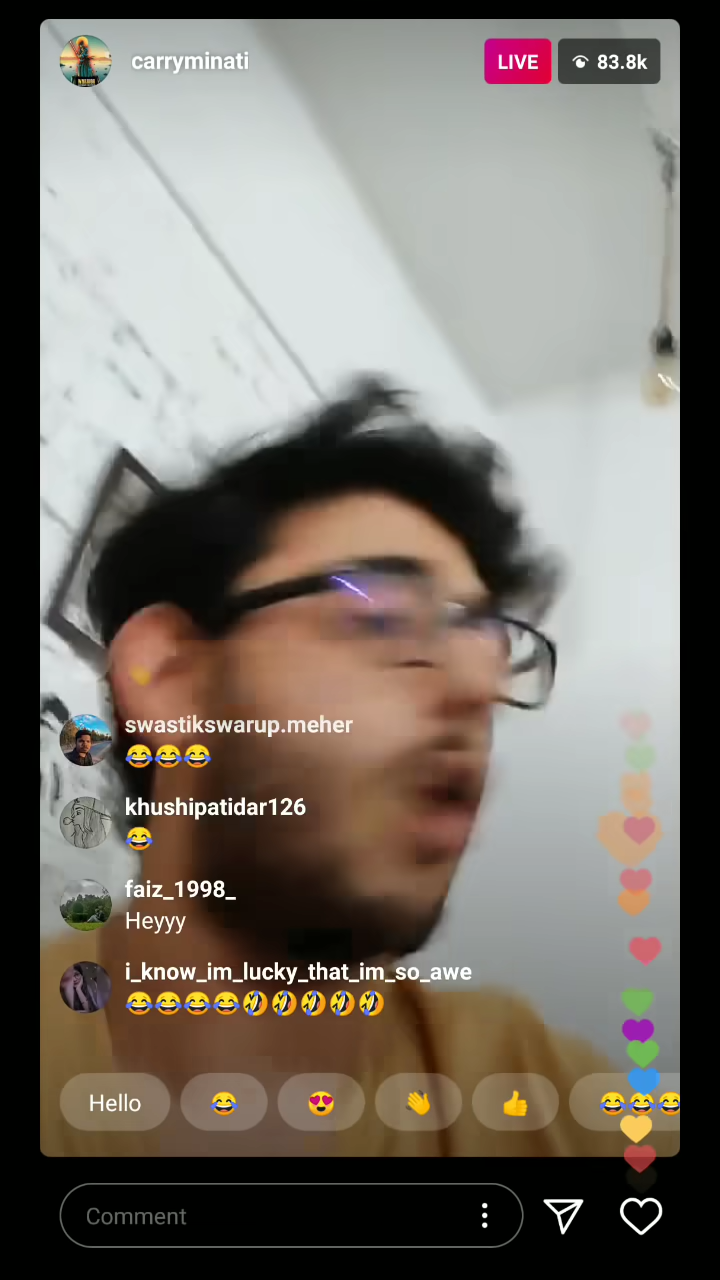 carryminati
LIVE
83.8k
swastikswarup.meher
😂😂😂
khushipatidar126
😂
faiz_1998_
Heyyy
i_know_im_lucky_that_im_so_awe
😂😂😂😂🤣🤣🤣🤣🤣
Hello 😂 😍 👋 👍 😂😂😂
Comment